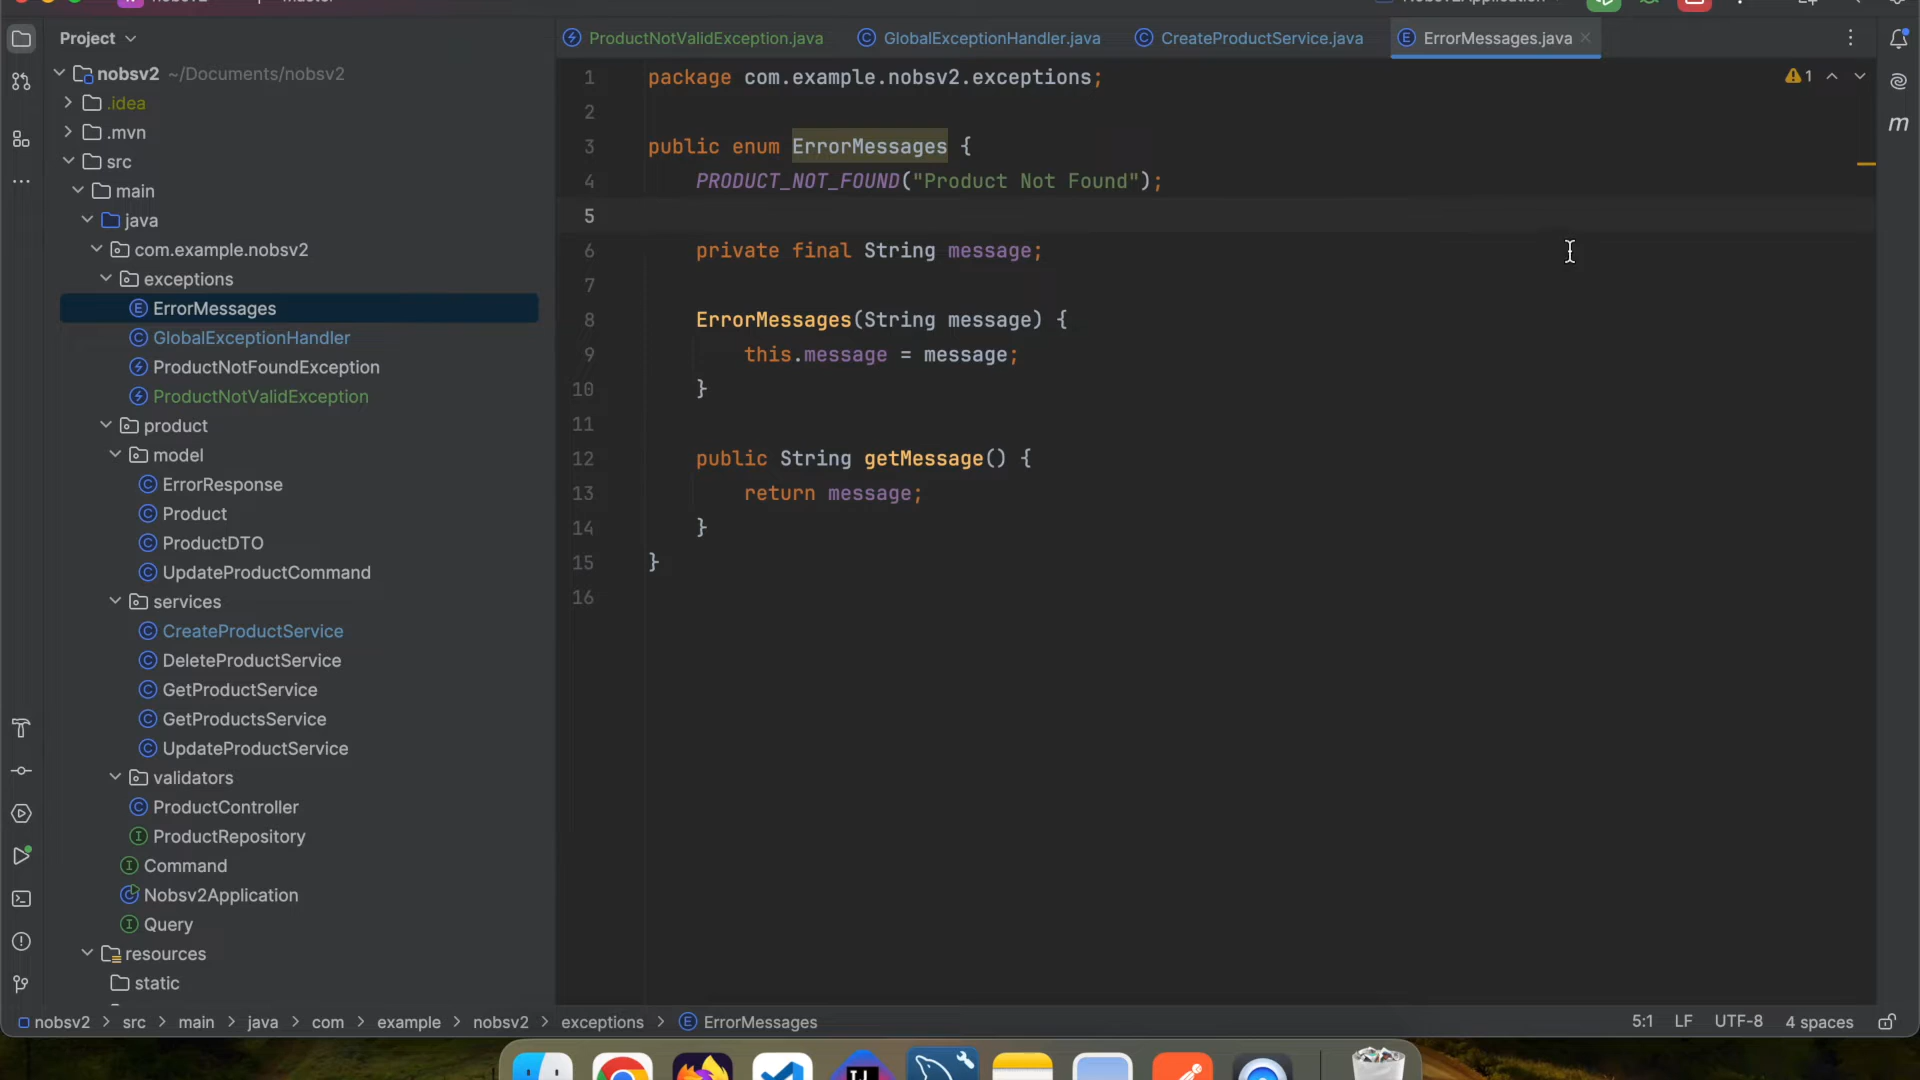 Project
nobsv2 ~/Documents/nobsv2
.idea
.mvn
src
main
java
com.example.nobsv2
exceptions
ErrorMessages
GlobalExceptionHandler
ProductNotFoundException
ProductNotValidException
product
model
ErrorResponse
Product
ProductDTO
UpdateProductCommand
services
CreateProductService
DeleteProductService
GetProductService
GetProductsService
UpdateProductService
validators
ProductController
ProductRepository
Command
Nobsv2Application
Query
resources
static
ProductNotValidException.java GlobalExceptionHandler.java CreateProductService.java ErrorMessages.java
1 package com.example.nobsv2.exceptions;
2
3 public enum ErrorMessages {
4 PRODUCT_NOT_FOUND("Product Not Found");
5
6 private final String message;
7
8 ErrorMessages(String message) {
9 this.message = message;
10 }
11
12 public String getMessage() {
13 return message;
14 }
15 }
16
1
m
nobsv2 > src > main > java > com > example > nobsv2 > exceptions > ErrorMessages
5:1 LF UTF-8 4 spaces